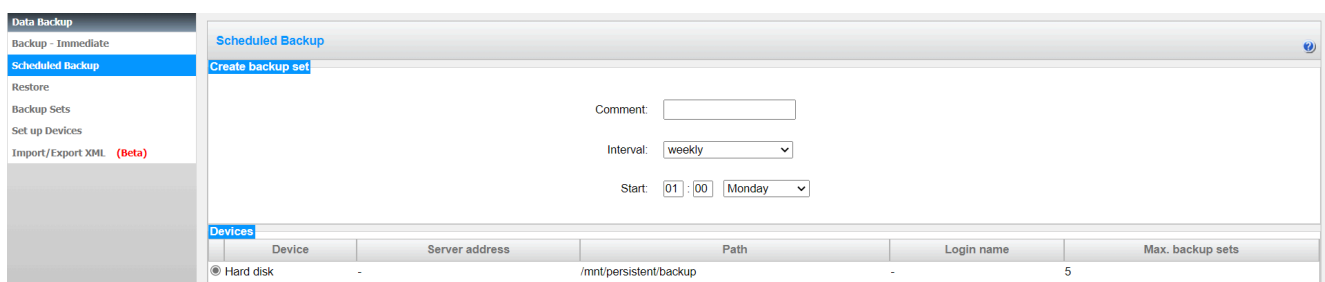 Data Backup
Backup - Immediate
Scheduled Backup
Restore
Backup Sets
Set up Devices
Import/Export XML (Beta)
Scheduled Backup
?
Create backup set
Comment:
Interval: weekly
Start: 01 : 00 Monday
Devices
Device Server address Path Login name Max. backup sets
Hard disk - /mnt/persistent/backup - 5